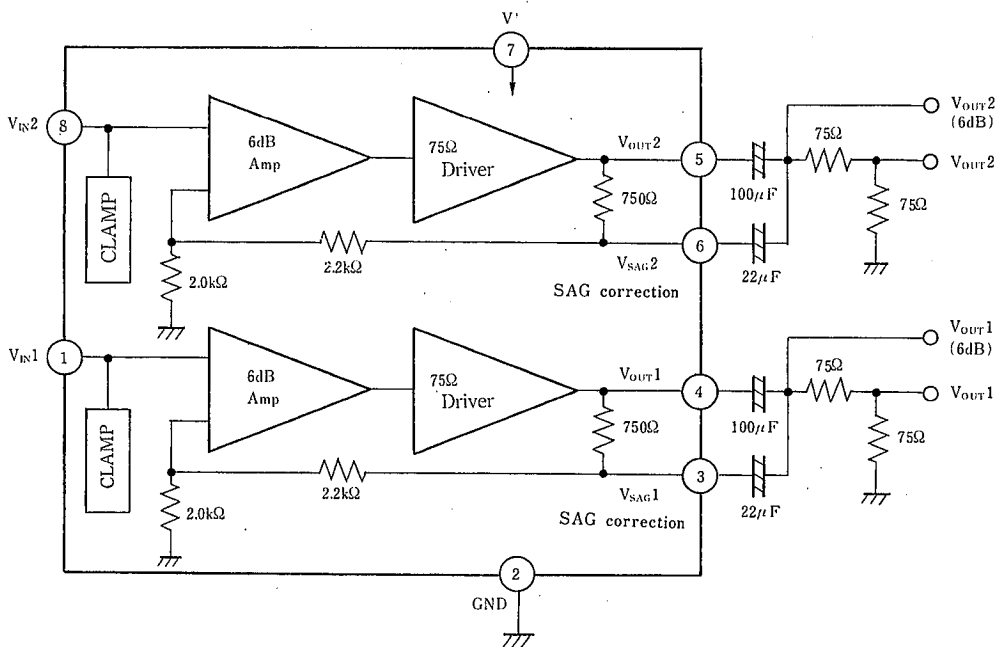 V⁺
7
VIN2
8
6dB
Amp
75Ω
Driver
VOUT2
5
100μF
75Ω
VOUT2
(6dB)
VOUT2
75Ω
CLAMP
750Ω
6
22μF
2.2kΩ
2.0kΩ
VSAG2
SAG correction
VIN1
1
6dB
Amp
75Ω
Driver
VOUT1
4
100μF
75Ω
VOUT1
(6dB)
VOUT1
75Ω
CLAMP
750Ω
3
22μF
2.2kΩ
2.0kΩ
VSAG1
SAG correction
2
GND